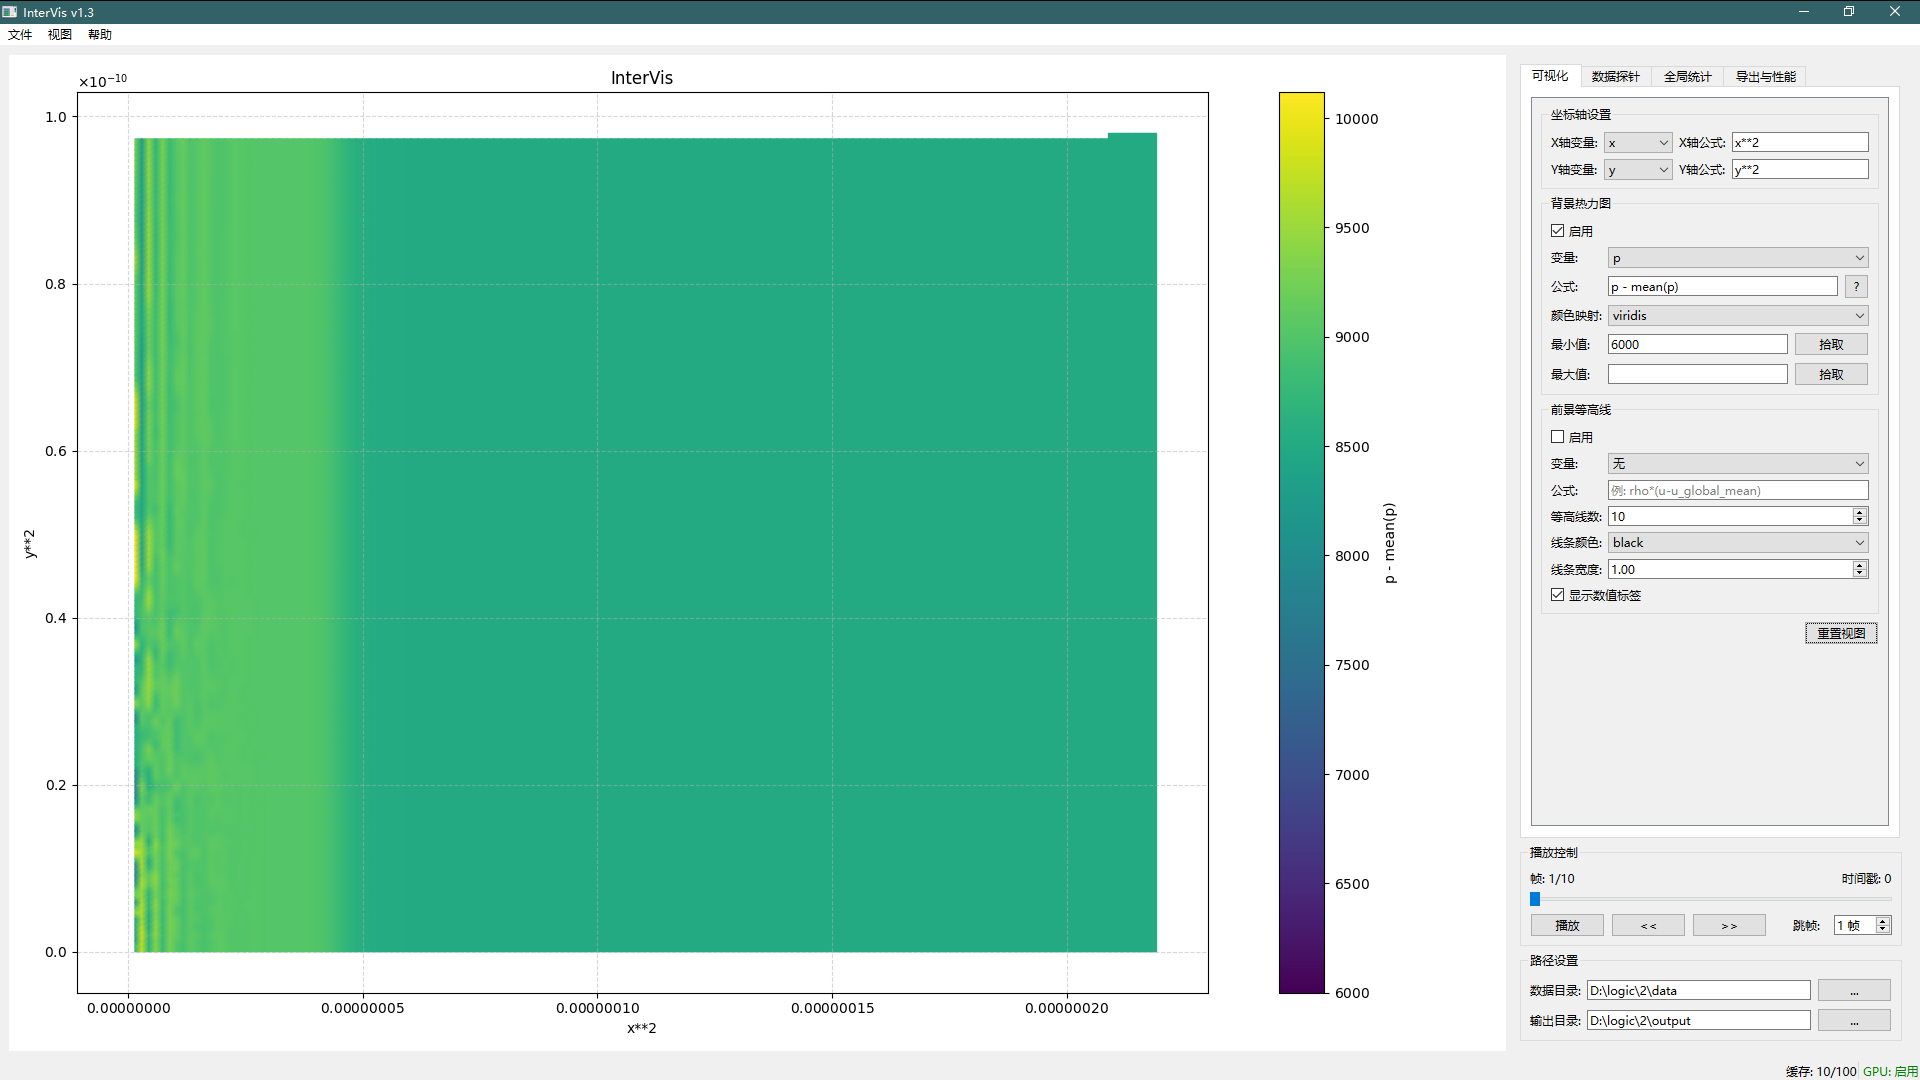 InterVis v1.3
文件 视图 帮助
InterVis
×10⁻¹⁰
1.0
0.8
0.6
0.4
0.2
0.0
y**2
0.00000000 0.00000005 0.00000010 0.00000015 0.00000020
x**2
10000
9500
9000
8500
8000
7500
7000
6500
6000
p - mean(p)
可视化 数据探针 全局统计 导出与性能
坐标轴设置
X轴变量: x X轴公式: x**2
Y轴变量: y Y轴公式: y**2
背景热力图
启用
变量: p
公式: p - mean(p) ?
颜色映射: viridis
最小值: 6000 拾取
最大值: 拾取
前景等高线
启用
变量: 无
公式: 例: rho*(u-u_global_mean)
等高线数: 10
线条颜色: black
线条宽度: 1.00
显示数值标签
重置视图
播放控制
帧: 1/10 时间戳: 0
播放 << >> 跳帧: 1 帧
路径设置
数据目录: D:\logic\2\data ...
输出目录: D:\logic\2\output ...
缓存: 10/100 GPU: 启用